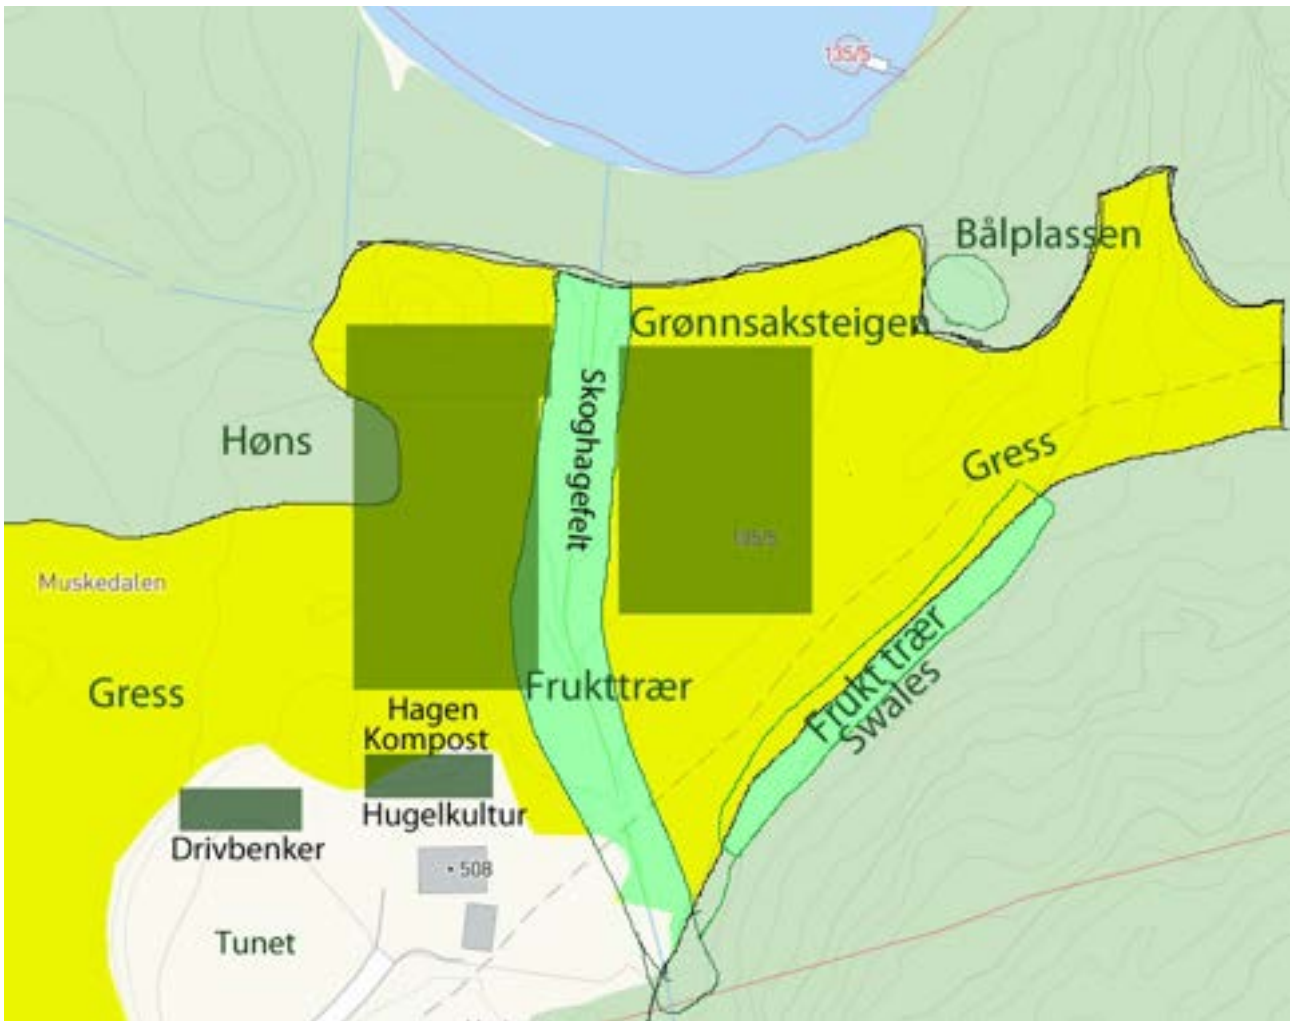 135/5
Bålplassen
Grønnsaksteigen
Høns
Skoghagefelt
Gress
135/5
Muskedalen
Gress
Frukttrær
Frukt trær
Swales
Hagen
Kompost
Hugelkultur
Drivbenker
508
Tunet